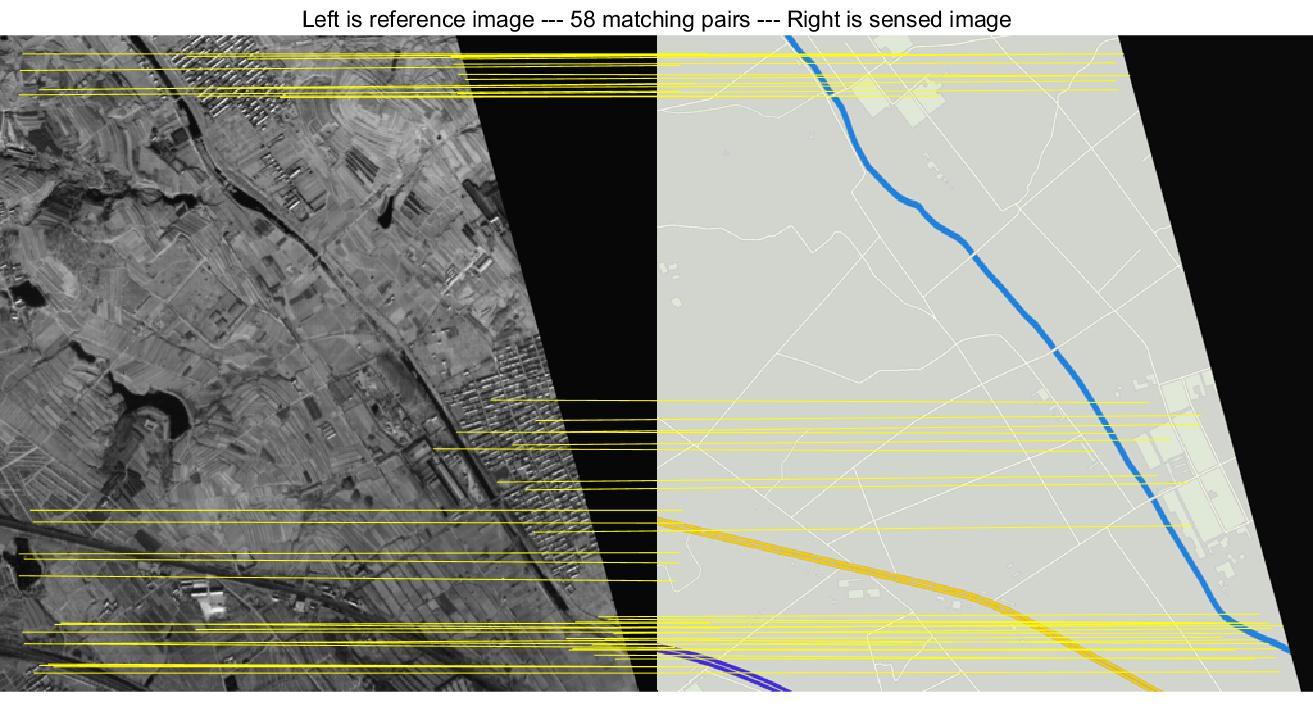 Left is reference image --- 58 matching pairs --- Right is sensed image